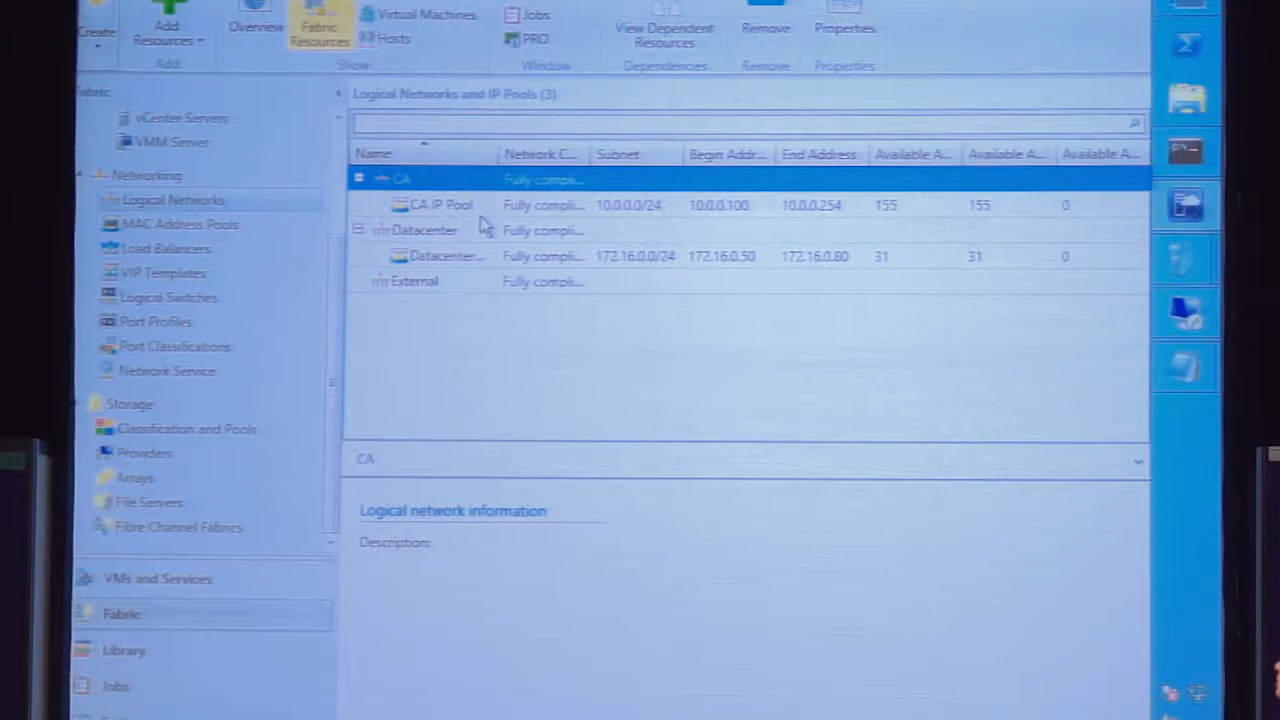 Create
Add Resources
Overview
Fabric Resources
Virtual Machines
Hosts
Jobs
PRO
View Dependent Resources
Remove
Properties
Add
Show
Window
Dependencies
Remove
Properties
Fabric
vCenter Servers
VMM Server
Networking
Logical Networks
MAC Address Pools
Load Balancers
VIP Templates
Logical Switches
Port Profiles
Port Classifications
Network Service
Storage
Classification and Pools
Providers
Arrays
File Servers
Fibre Channel Fabrics
VMs and Services
Fabric
Library
Jobs
Logical Networks and IP Pools (3)
Name Network C... Subnet Begin Addr... End Address Available A... Available A... Available A...
CA Fully compli...
CA IP Pool Fully compli... 10.0.0.0/24 10.0.0.100 10.0.0.254 155 155 0
Datacenter Fully compli...
Datacenter... Fully compli... 172.16.0.0/24 172.16.0.50 172.16.0.80 31 31 0
External Fully compli...
CA
Logical network information
Description: